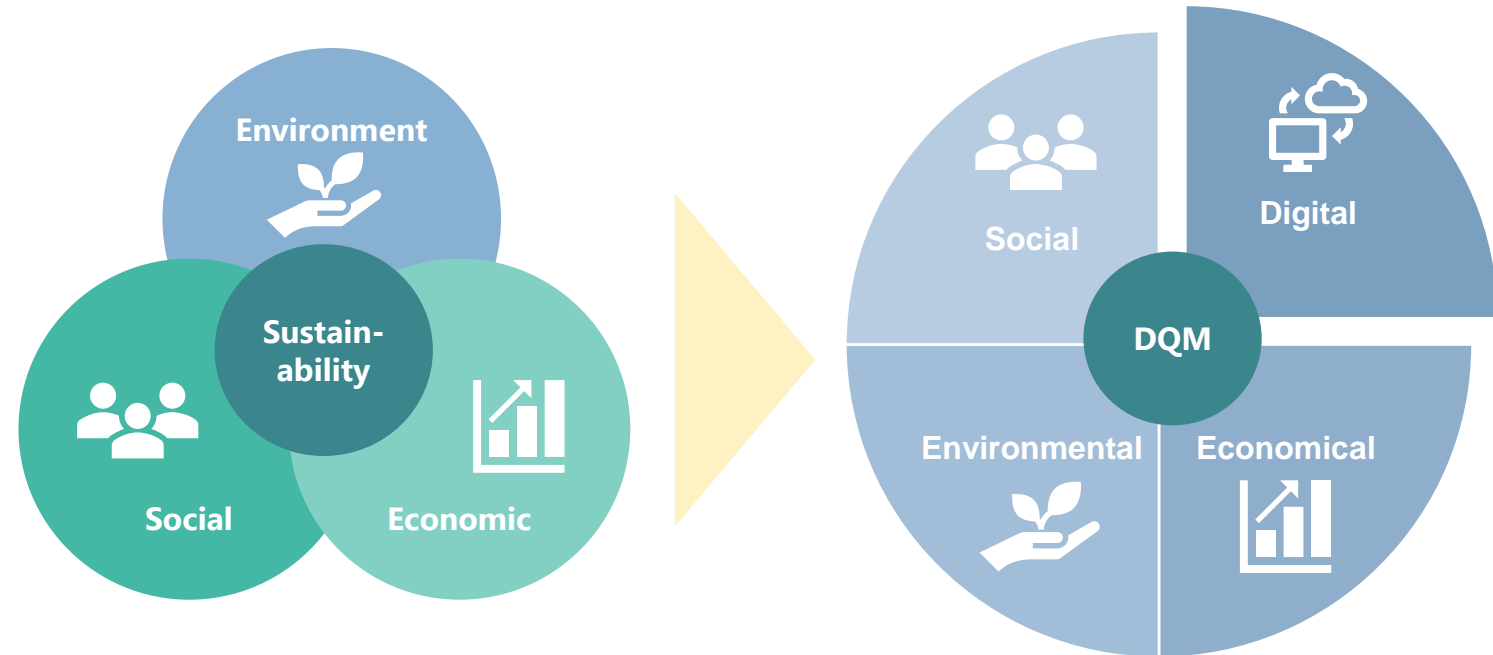 Environment
Sustain-
ability
Social
Economic
Social
Digital
DQM
Environmental
Economical